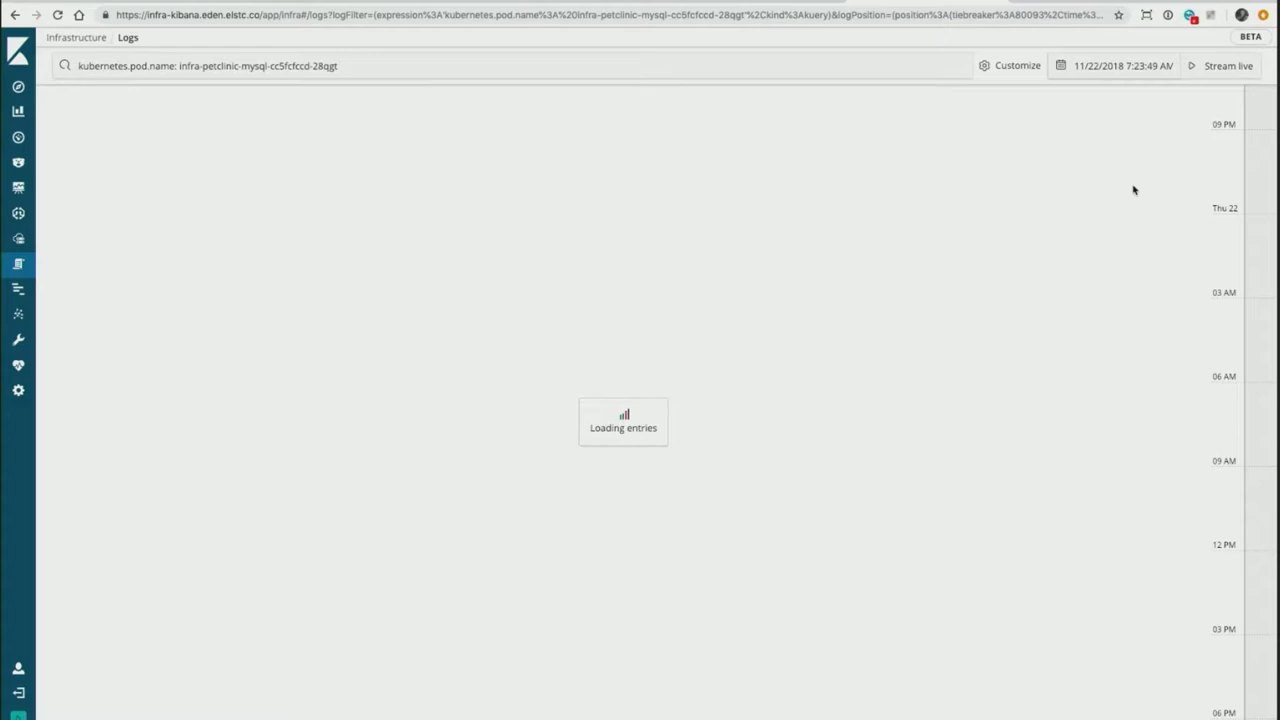 https://infra-kibana.eden.elstc.co/app/infra#/logs?logFilter=(expression%3A'kubernetes.pod.name%3A%20infra-petclinic-mysql-cc5fcfccd-28qgt'%2Ckind%3Akuery)&logPosition=(position%3A(tiebreaker%3A80093%2Ctime%3...
Infrastructure Logs BETA
kubernetes.pod.name: infra-petclinic-mysql-cc5fcfccd-28qgt Customize 11/22/2018 7:23:49 AM Stream live
09 PM
Thu 22
03 AM
06 AM
Loading entries
09 AM
12 PM
03 PM
06 PM